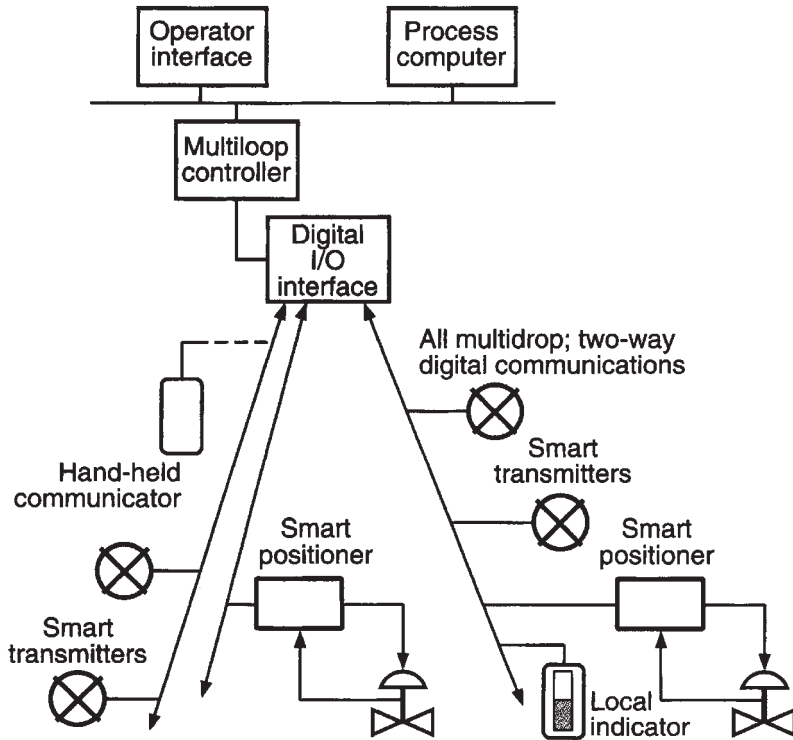 Operator
interface
Process
computer
Multiloop
controller
Digital
I/O
interface
All multidrop; two-way
digital communications
Hand-held
communicator
Smart
transmitters
Smart
positioner
Smart
positioner
Smart
transmitters
Local
indicator